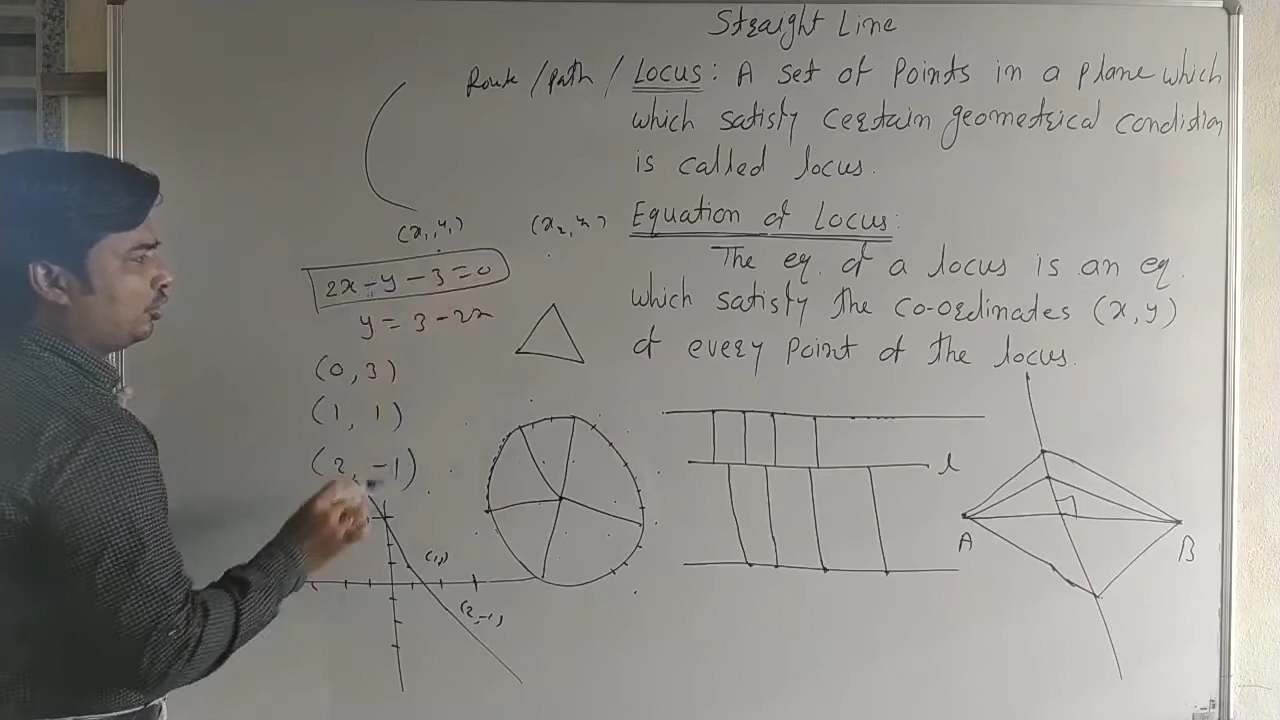 Straight Line
Route / Path / Locus: A set of points in a plane which
which satisfy certain geometrical condistion
is called locus.
(x₁, y₁) (x₂, y₂) Equation of Locus:
The eq. of a locus is an eq.
2x - y - 3 = 0
which satisfy the co-ordinates (x, y)
y = 3 - 2x
of every point of the locus.
(0, 3)
(1, 1)
(2, -1)
l
A
B
(1,1)
(2,-1)